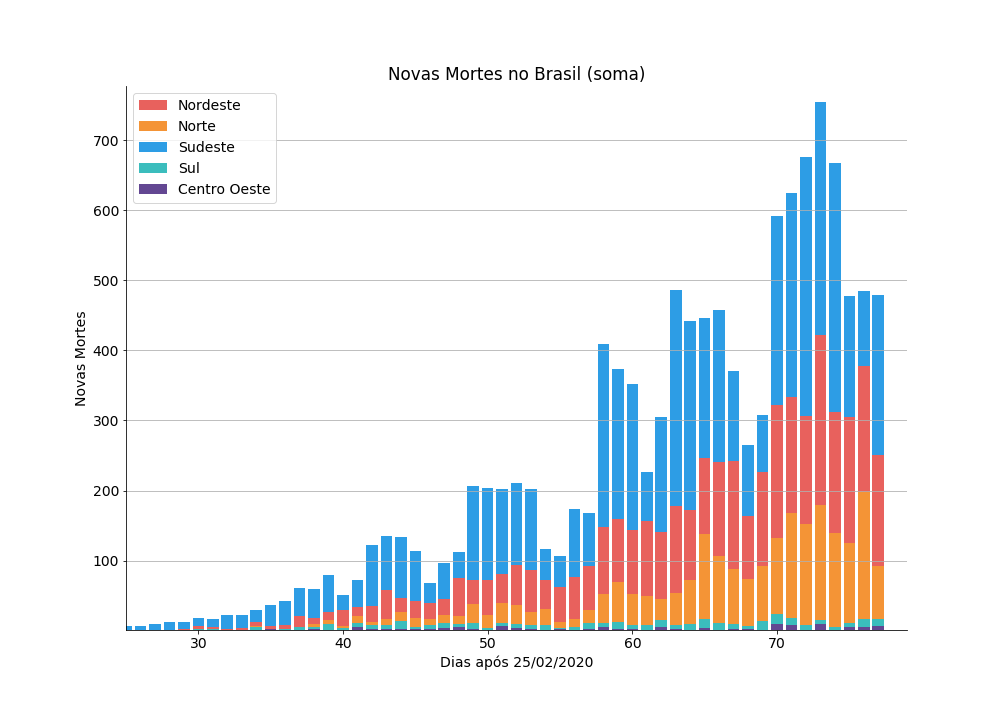 Novas Mortes no Brasil (soma)
Nordeste
Norte
Sudeste
Sul
Centro Oeste
700
600
500
400
300
200
100
Novas Mortes
30 40 50 60 70
Dias após 25/02/2020